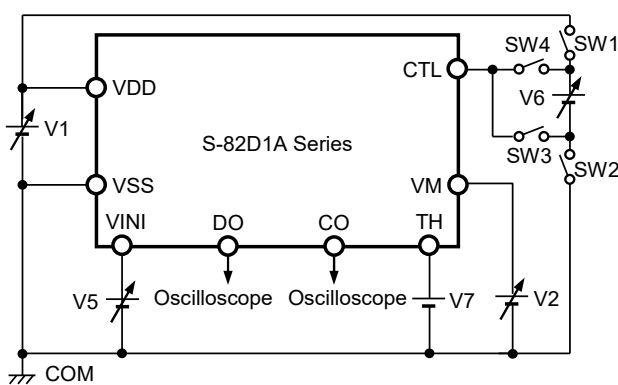 SW1
SW4
CTL
VDD
V6
V1
S-82D1A Series
SW3
SW2
VSS
VM
VINI
DO
CO
TH
V5
Oscilloscope
Oscilloscope
V7
V2
COM